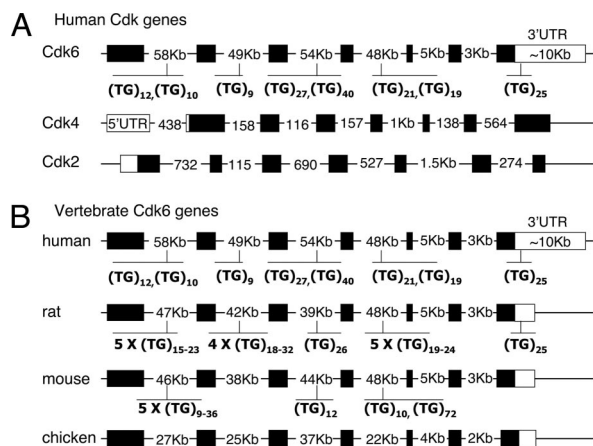 A Human Cdk genes
3'UTR
Cdk6 58Kb 49Kb 54Kb 48Kb 5Kb 3Kb ~10Kb
(TG)12,(TG)10 (TG)9 (TG)27,(TG)40 (TG)21,(TG)19 (TG)25
Cdk4 5'UTR 438 158 116 157 1Kb 138 564
Cdk2 732 115 690 527 1.5Kb 274
B Vertebrate Cdk6 genes
3'UTR
human 58Kb 49Kb 54Kb 48Kb 5Kb 3Kb ~10Kb
(TG)12,(TG)10 (TG)9 (TG)27,(TG)40 (TG)21,(TG)19 (TG)25
rat 47Kb 42Kb 39Kb 48Kb 5Kb 3Kb
5 X (TG)15-23 4 X (TG)18-32 (TG)26 5 X (TG)19-24 (TG)25
mouse 46Kb 38Kb 44Kb 48Kb 5Kb 3Kb
5 X (TG)9-36 (TG)12 (TG)10, (TG)72
chicken 27Kb 25Kb 37Kb 22Kb 4Kb 2Kb